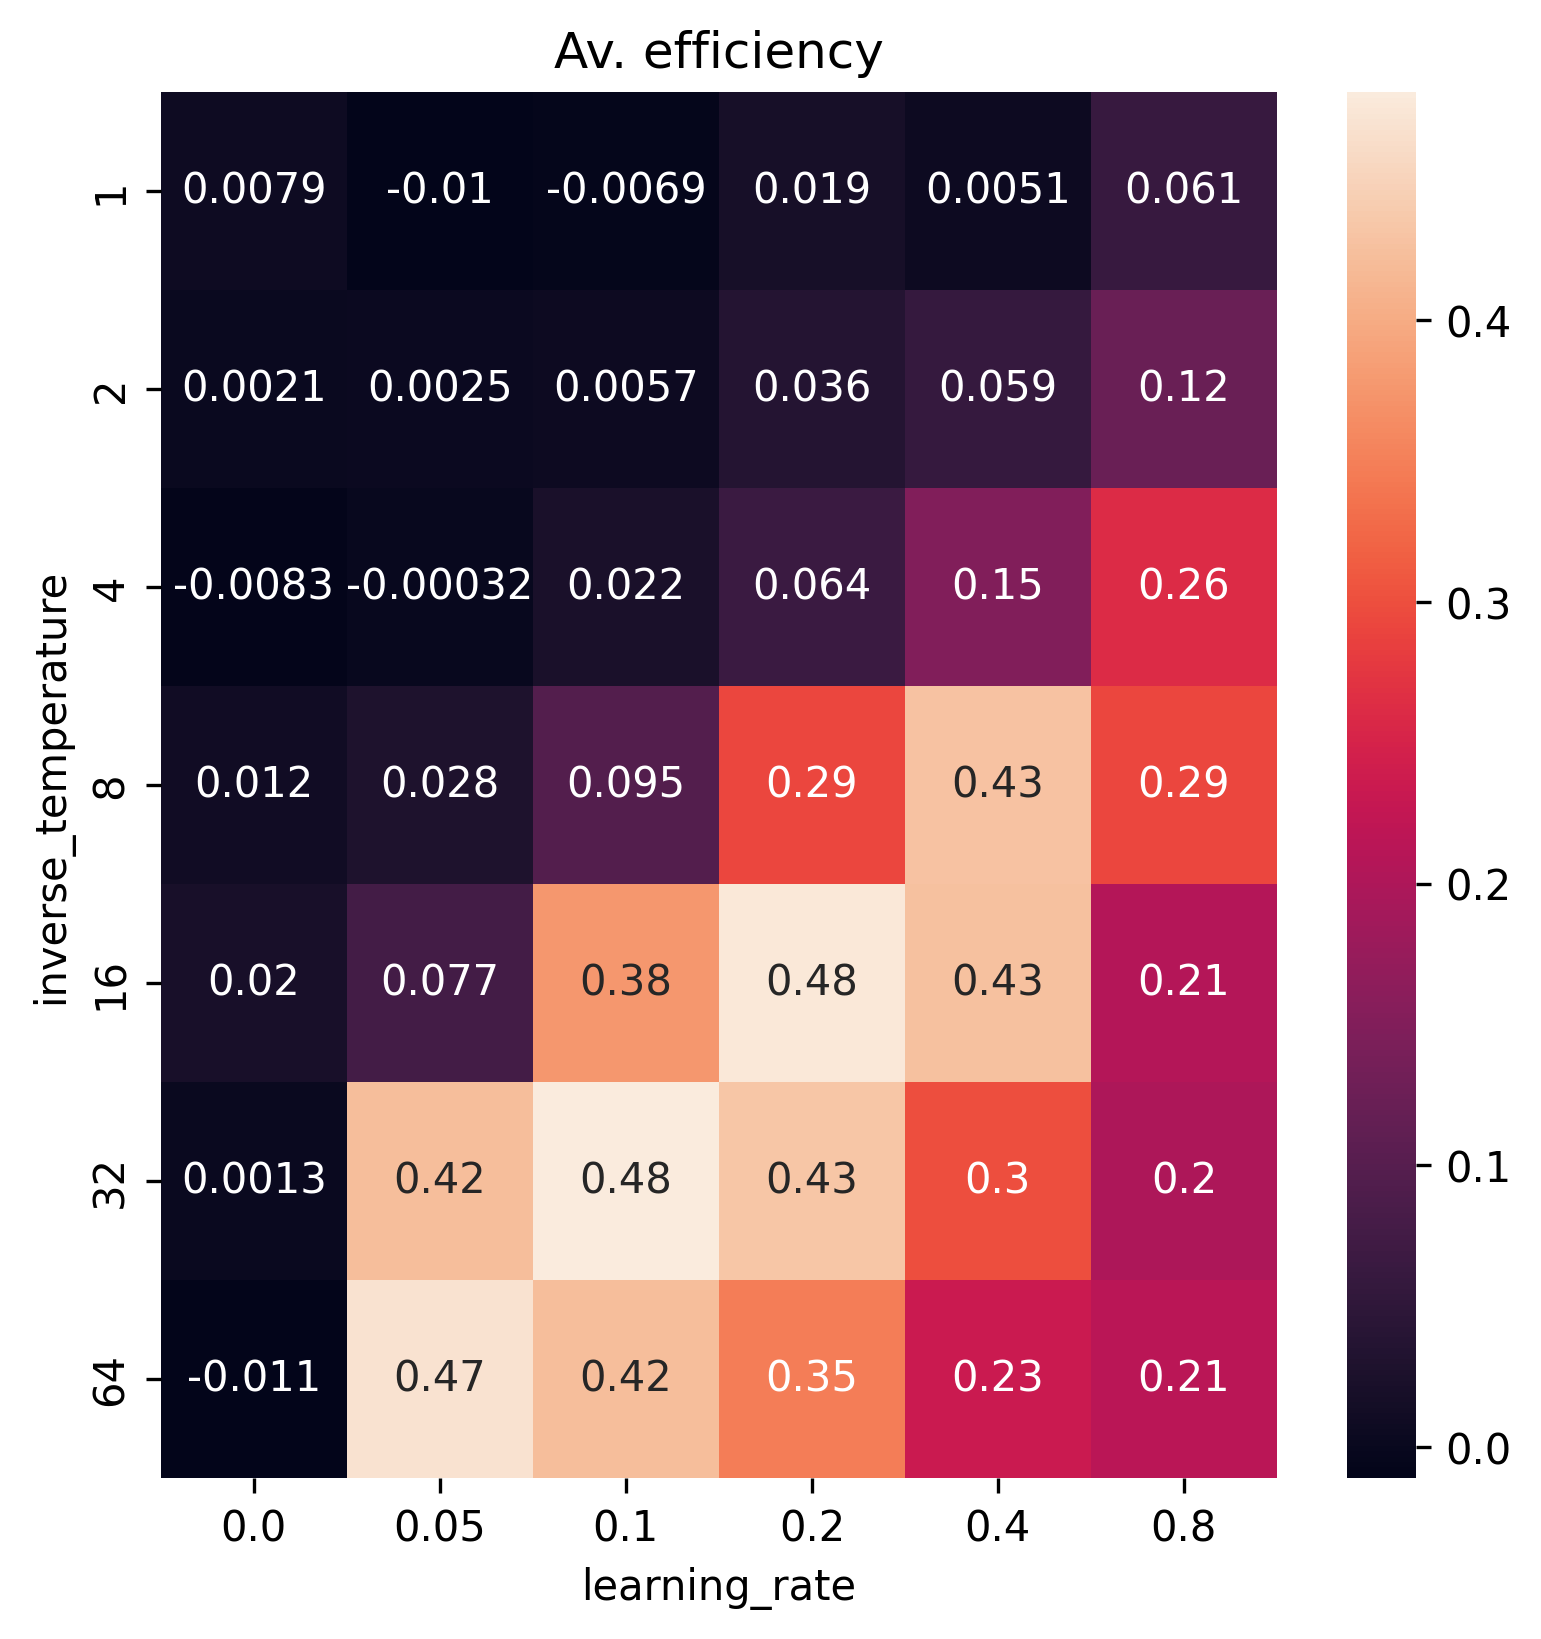 Av. efficiency
inverse_temperature
1 0.0079 -0.01 -0.0069 0.019 0.0051 0.061
2 0.0021 0.0025 0.0057 0.036 0.059 0.12
4 -0.0083 -0.00032 0.022 0.064 0.15 0.26
8 0.012 0.028 0.095 0.29 0.43 0.29
16 0.02 0.077 0.38 0.48 0.43 0.21
32 0.0013 0.42 0.48 0.43 0.3 0.2
64 -0.011 0.47 0.42 0.35 0.23 0.21
0.0 0.05 0.1 0.2 0.4 0.8
learning_rate
0.4
0.3
0.2
0.1
0.0